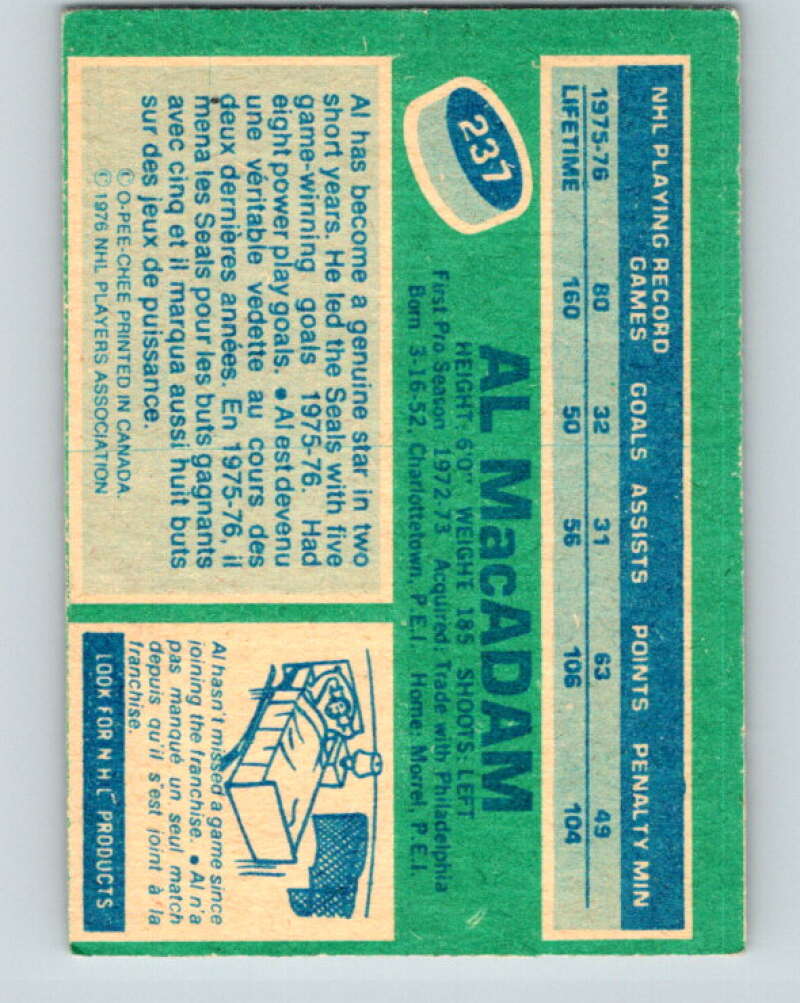 NHL PLAYING RECORD
GAMES GOALS ASSISTS POINTS PENALTY MIN
1975-76 80 32 31 63 49
LIFETIME 160 50 56 106 104
237
AL MacADAM
HEIGHT: 6'0" WEIGHT 185 SHOOTS: LEFT
First Pro Season 1972-73 Acquired: Trade with Philadelphia
Born 3-16-52, Charlottetown, P.E.I. Home: Morrel, P.E.I.
Al has become a genuine star in two
short years. He led the Seals with five
game-winning goals 1975-76. Had
eight power play goals. • Al est devenu
une véritable vedette au cours des
deux dernières années. En 1975-76, il
mena les Seals pour les buts gagnants
avec cinq et il marqua aussi huit buts
sur des jeux de puissance.
© O-PEE-CHEE PRINTED IN CANADA.
© 1976 NHL PLAYERS ASSOCIATION
Al hasn't missed a game since
joining the franchise. • Al n'a
pas manqué un seul match
depuis qu'il s'est joint à la
franchise.
LOOK FOR N H L PRODUCTS